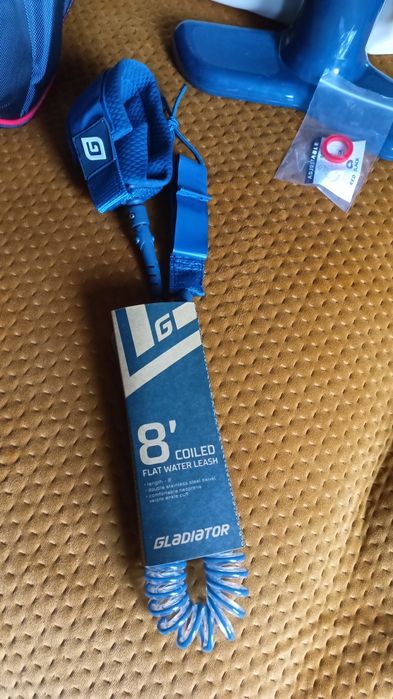 G
G
8'
COILED
FLAT WATER LEASH
- length - 8'
- double stainless steel swivel
- comfortable neoprene
velcro ankle cuff
GLADIATOR